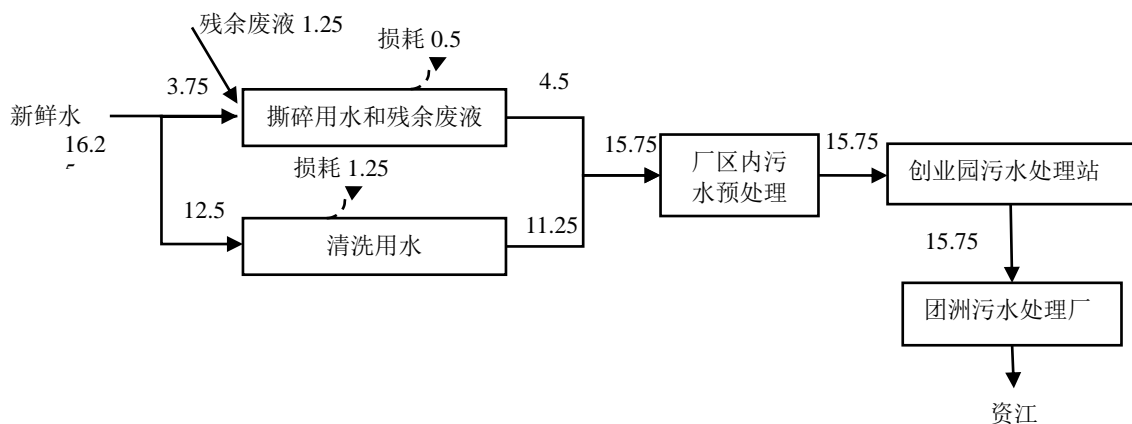 残余废液 1.25
损耗 0.5
3.75
4.5
新鲜水
16.2
撕碎用水和残余废液
15.75
厂区内污
水预处理
15.75
创业园污水处理站
损耗 1.25
12.5
清洗用水
11.25
15.75
团洲污水处理厂
资江